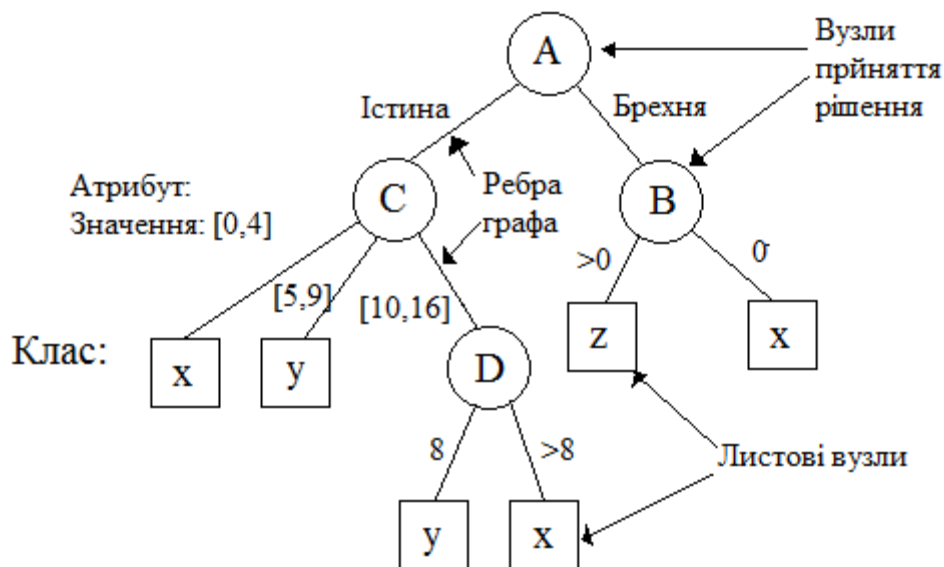 A
Вузли
прйняття
рішення
Істина
Брехня
Атрибут:
Значення: [0,4]
C
Ребра
графа
B
[5,9]
[10,16]
>0
0
Клас:
x
y
D
z
x
8
>8
Листові вузли
y
x